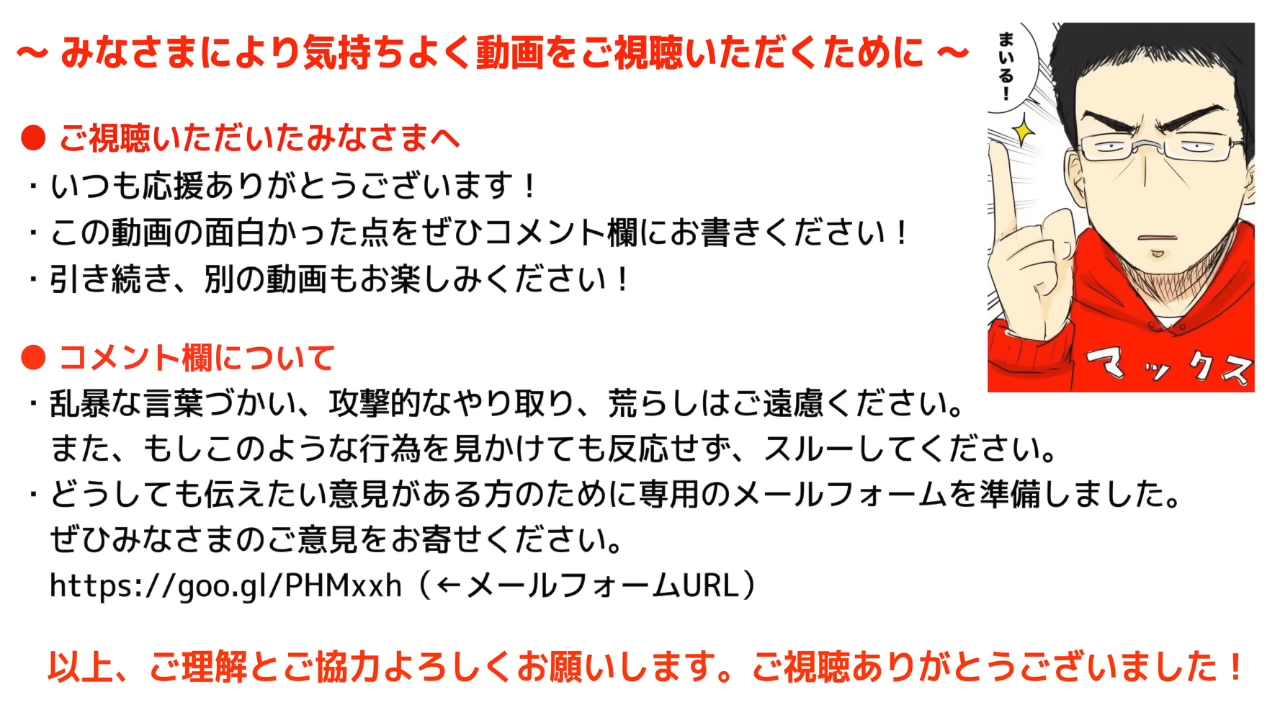 ～ みなさまにより気持ちよく動画をご視聴いただくために ～
まいる！
● ご視聴いただいたみなさまへ
・いつも応援ありがとうございます！
・この動画の面白かった点をぜひコメント欄にお書きください！
・引き続き、別の動画もお楽しみください！
マックス
● コメント欄について
・乱暴な言葉づかい、攻撃的なやり取り、荒らしはご遠慮ください。
また、もしこのような行為を見かけても反応せず、スルーしてください。
・どうしても伝えたい意見がある方のために専用のメールフォームを準備しました。
ぜひみなさまのご意見をお寄せください。
https://goo.gl/PHMxxh（←メールフォームURL）
以上、ご理解とご協力よろしくお願いします。ご視聴ありがとうございました！